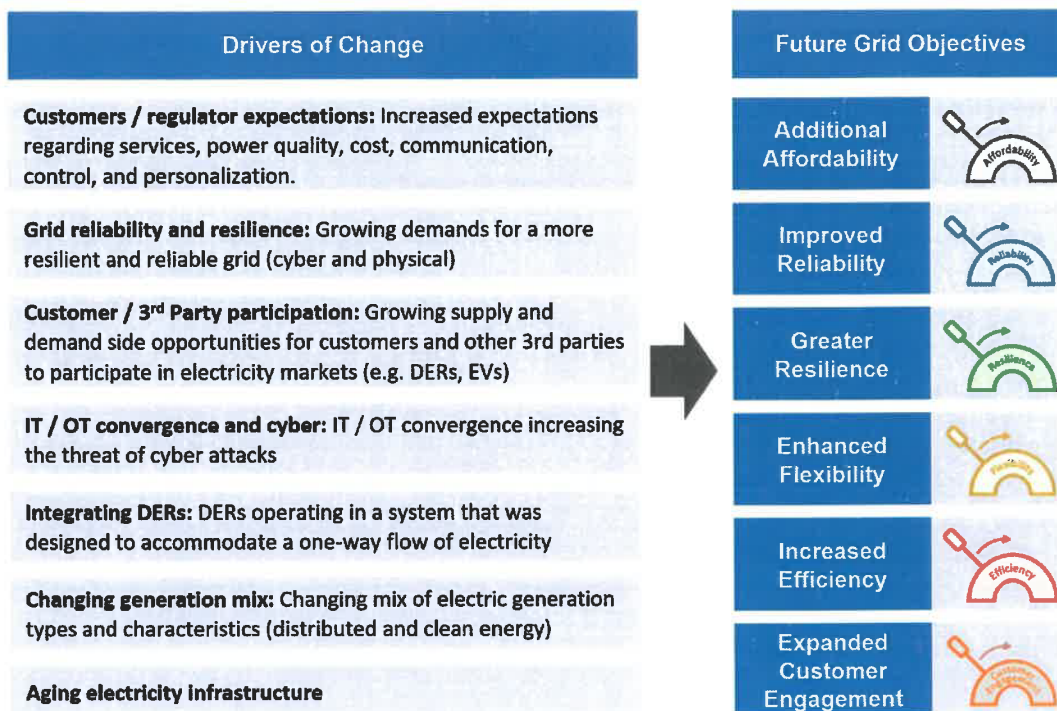 Drivers of Change
Customers / regulator expectations: Increased expectations
regarding services, power quality, cost, communication,
control, and personalization.
Grid reliability and resilience: Growing demands for a more
resilient and reliable grid (cyber and physical)
Customer / 3rd Party participation: Growing supply and
demand side opportunities for customers and other 3rd parties
to participate in electricity markets (e.g. DERs, EVs)
IT / OT convergence and cyber: IT / OT convergence increasing
the threat of cyber attacks
Integrating DERs: DERs operating in a system that was
designed to accommodate a one-way flow of electricity
Changing generation mix: Changing mix of electric generation
types and characteristics (distributed and clean energy)
Aging electricity infrastructure
Future Grid Objectives
Additional
Affordability
Affordability
Improved
Reliability
Reliability
Greater
Resilience
Resilience
Enhanced
Flexibility
Flexibility
Increased
Efficiency
Efficiency
Expanded
Customer
Engagement
Customer
Engagement